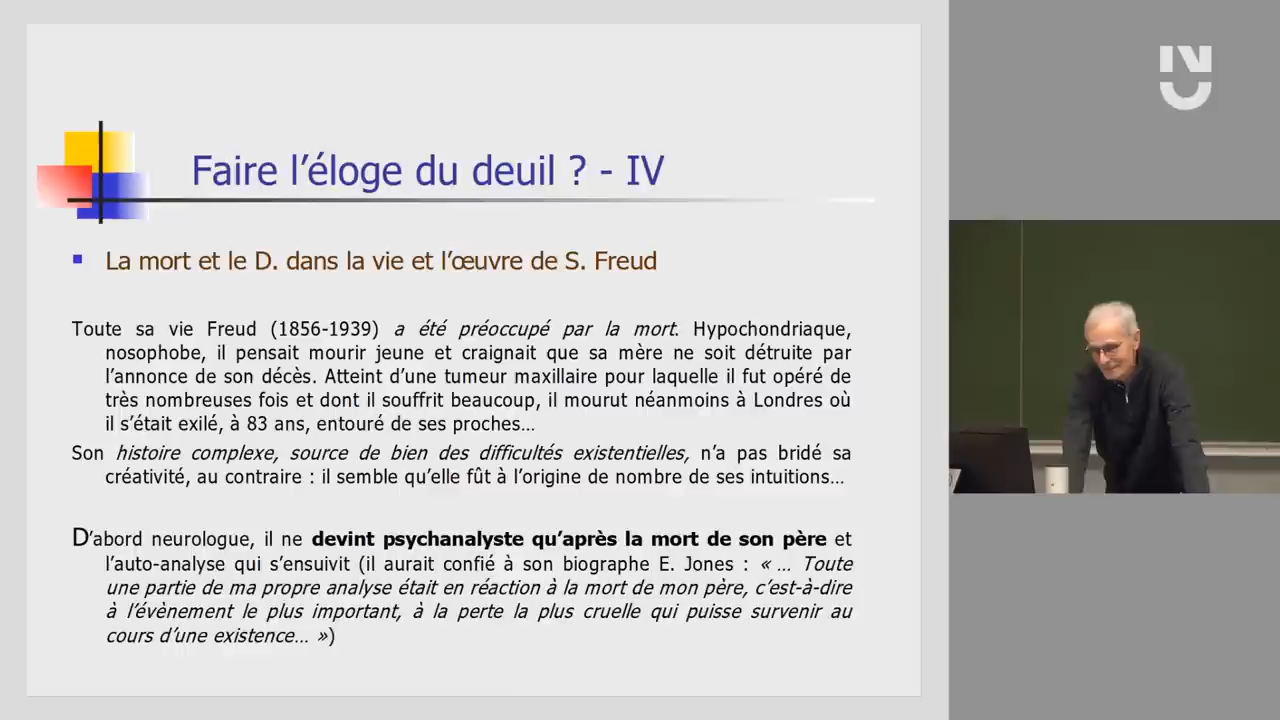 Faire l’éloge du deuil ? - IV
La mort et le D. dans la vie et l’œuvre de S. Freud
Toute sa vie Freud (1856-1939) a été préoccupé par la mort. Hypochondriaque,
nosophobe, il pensait mourir jeune et craignait que sa mère ne soit détruite par
l’annonce de son décès. Atteint d’une tumeur maxillaire pour laquelle il fut opéré de
très nombreuses fois et dont il souffrit beaucoup, il mourut néanmoins à Londres où
il s’était exilé, à 83 ans, entouré de ses proches…
Son histoire complexe, source de bien des difficultés existentielles, n’a pas bridé sa
créativité, au contraire : il semble qu’elle fût à l’origine de nombre de ses intuitions…
D’abord neurologue, il ne devint psychanalyste qu’après la mort de son père et
l’auto-analyse qui s’ensuivit (il aurait confié à son biographe E. Jones : « … Toute
une partie de ma propre analyse était en réaction à la mort de mon père, c’est-à-dire
à l’évènement le plus important, à la perte la plus cruelle qui puisse survenir au
cours d’une existence… »)